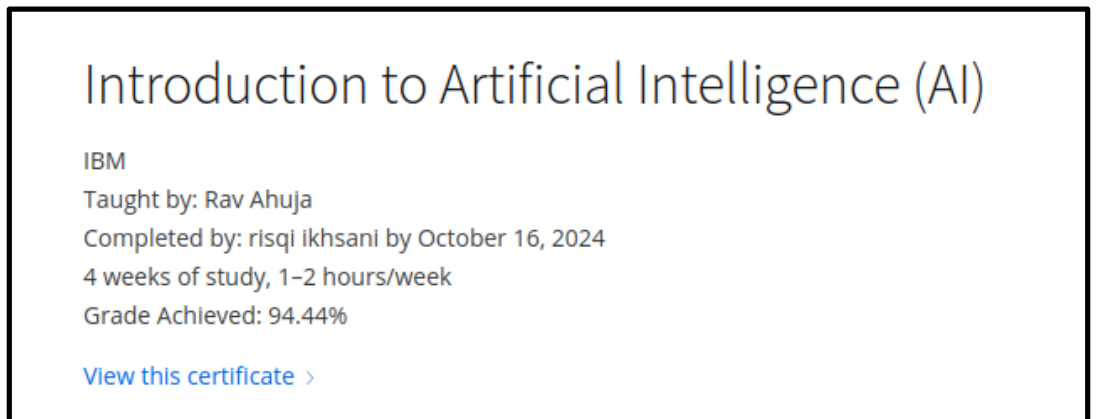 Introduction to Artificial Intelligence (AI)
IBM
Taught by: Rav Ahuja
Completed by: risqi ikhsani by October 16, 2024
4 weeks of study, 1–2 hours/week
Grade Achieved: 94.44%
View this certificate >